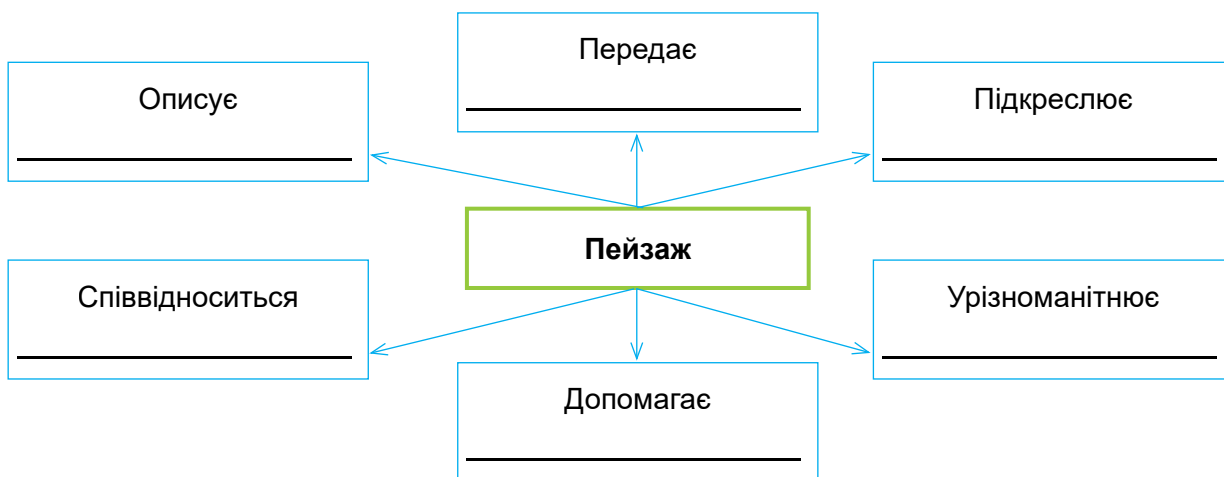 Передає
Описує
Підкреслює
Пейзаж
Співвідноситься
Урізноманітнює
Допомагає